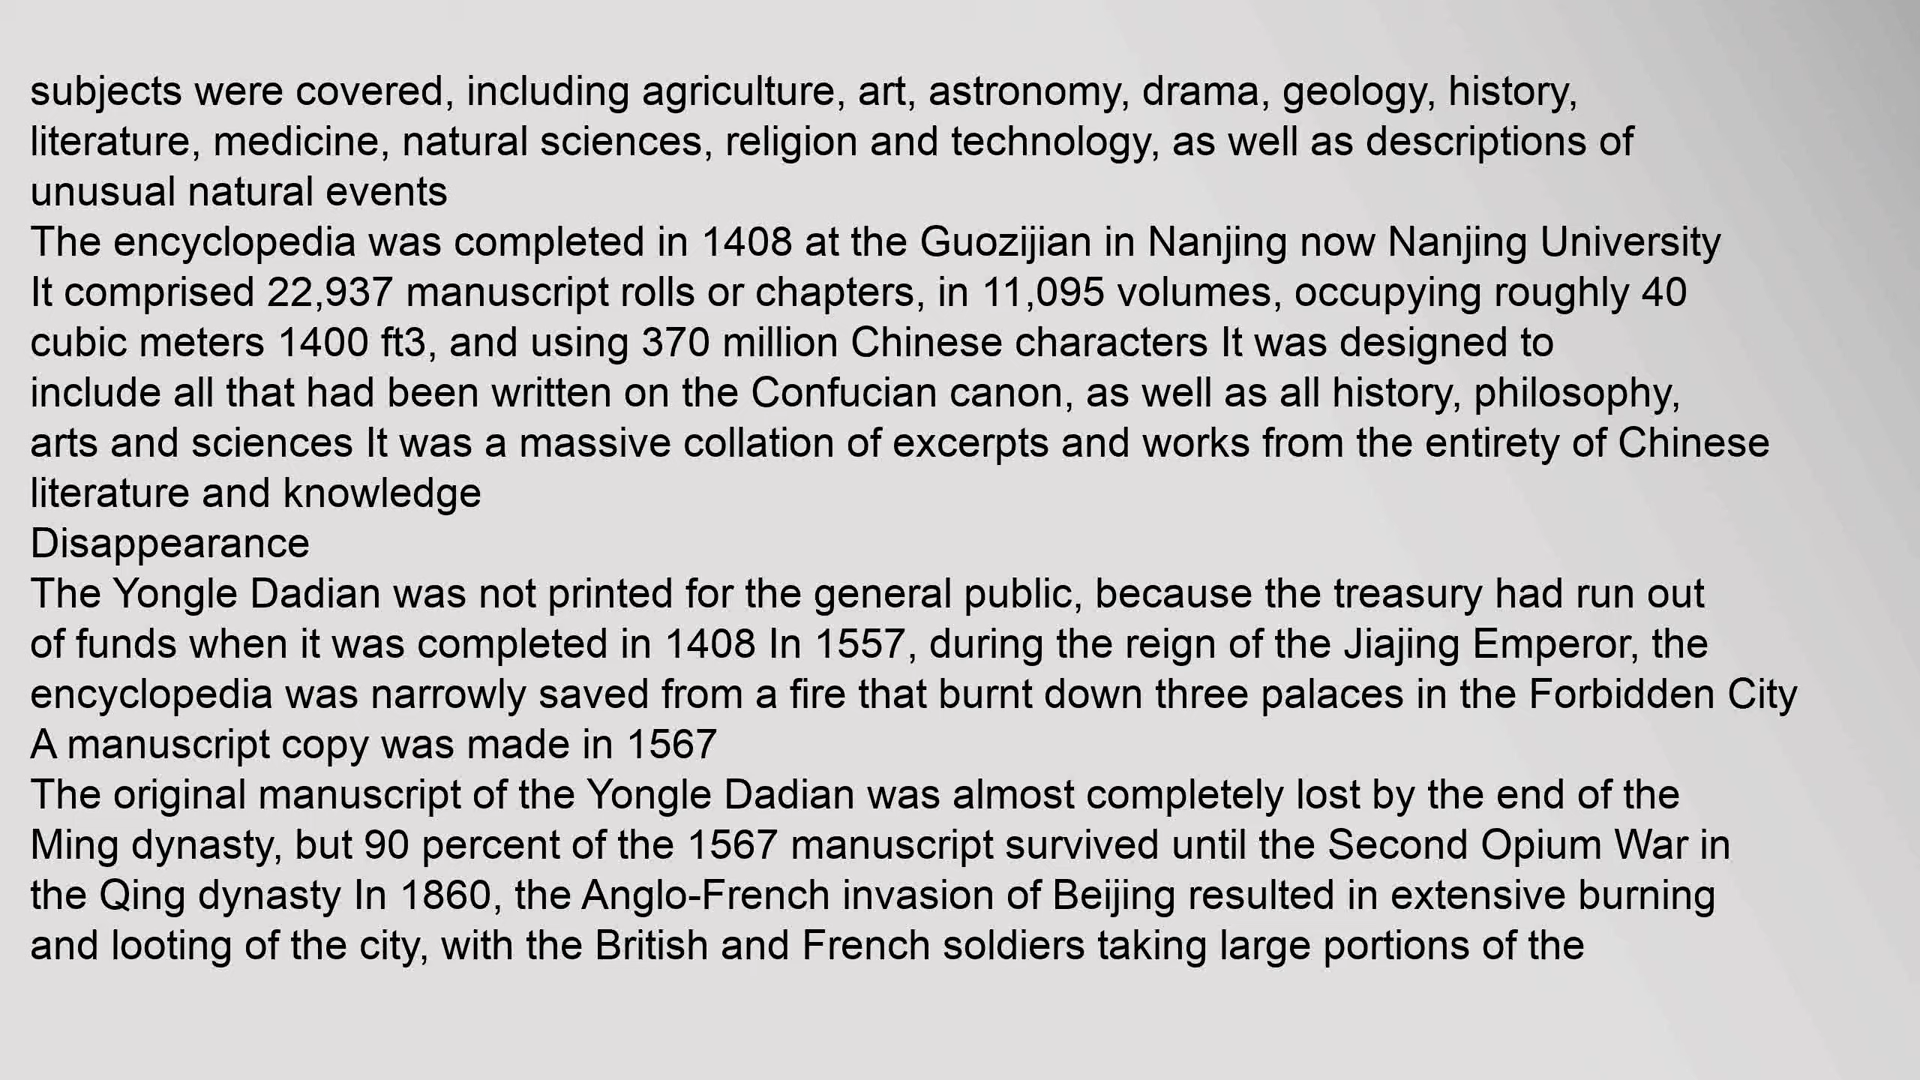 subjects were covered, including agriculture, art, astronomy, drama, geology, history,
literature, medicine, natural sciences, religion and technology, as well as descriptions of
unusual natural events
The encyclopedia was completed in 1408 at the Guozijian in Nanjing now Nanjing University
It comprised 22,937 manuscript rolls or chapters, in 11,095 volumes, occupying roughly 40
cubic meters 1400 ft3, and using 370 million Chinese characters It was designed to
include all that had been written on the Confucian canon, as well as all history, philosophy,
arts and sciences It was a massive collation of excerpts and works from the entirety of Chinese
literature and knowledge
Disappearance
The Yongle Dadian was not printed for the general public, because the treasury had run out
of funds when it was completed in 1408 In 1557, during the reign of the Jiajing Emperor, the
encyclopedia was narrowly saved from a fire that burnt down three palaces in the Forbidden City
A manuscript copy was made in 1567
The original manuscript of the Yongle Dadian was almost completely lost by the end of the
Ming dynasty, but 90 percent of the 1567 manuscript survived until the Second Opium War in
the Qing dynasty In 1860, the Anglo-French invasion of Beijing resulted in extensive burning
and looting of the city, with the British and French soldiers taking large portions of the